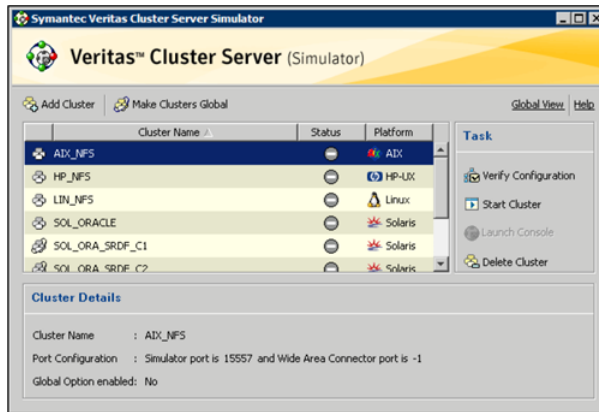 Symantec Veritas Cluster Server Simulator
Veritas™ Cluster Server (Simulator)
Add Cluster Make Clusters Global Global View Help
Cluster Name Status Platform
Task
AIX_NFS AIX
HP_NFS HP-UX
LIN_NFS Linux
SOL_ORACLE Solaris
SOL_ORA_SRDF_C1 Solaris
SOL_ORA_SRDF_C2 Solaris
Verify Configuration
Start Cluster
Launch Console
Delete Cluster
Cluster Details
Cluster Name : AIX_NFS
Port Configuration : Simulator port is 15557 and Wide Area Connector port is -1
Global Option enabled: No